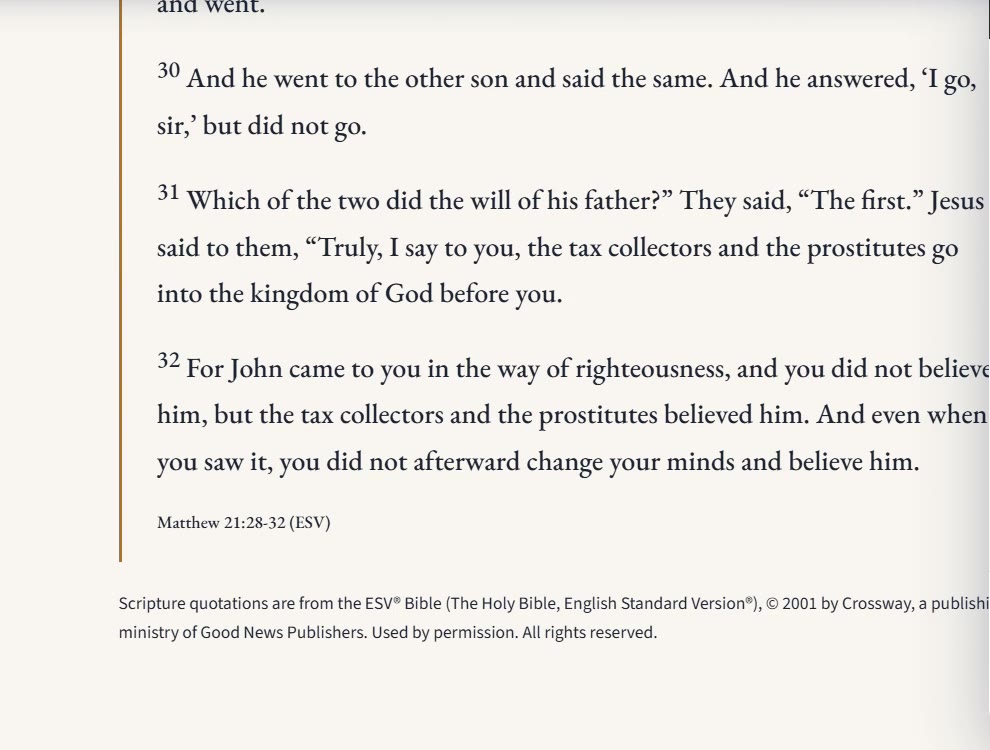 and went.
30 And he went to the other son and said the same. And he answered, ‘I go,
sir,’ but did not go.
31 Which of the two did the will of his father?” They said, “The first.” Jesus
said to them, “Truly, I say to you, the tax collectors and the prostitutes go
into the kingdom of God before you.
32 For John came to you in the way of righteousness, and you did not believe
him, but the tax collectors and the prostitutes believed him. And even when
you saw it, you did not afterward change your minds and believe him.
Matthew 21:28-32 (ESV)
Scripture quotations are from the ESV® Bible (The Holy Bible, English Standard Version®), © 2001 by Crossway, a publishi
ministry of Good News Publishers. Used by permission. All rights reserved.